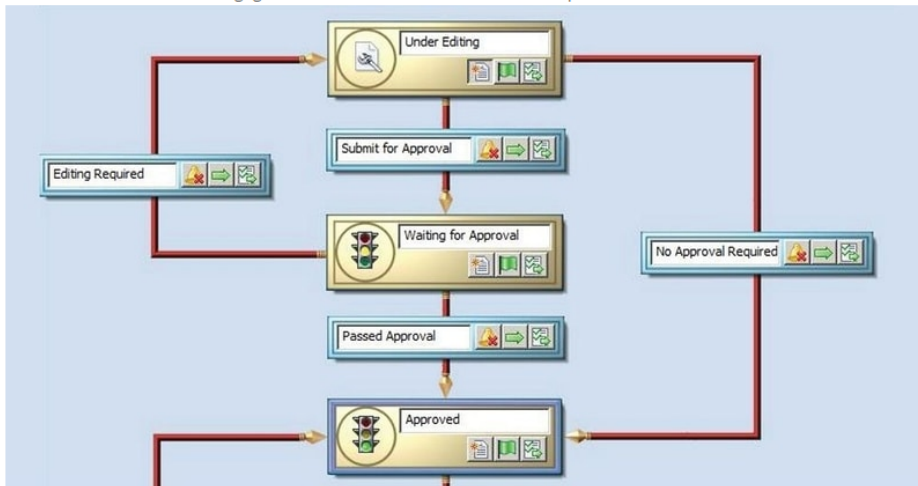 Under Editing
Submit for Approval
Editing Required
Waiting for Approval
No Approval Required
Passed Approval
Approved